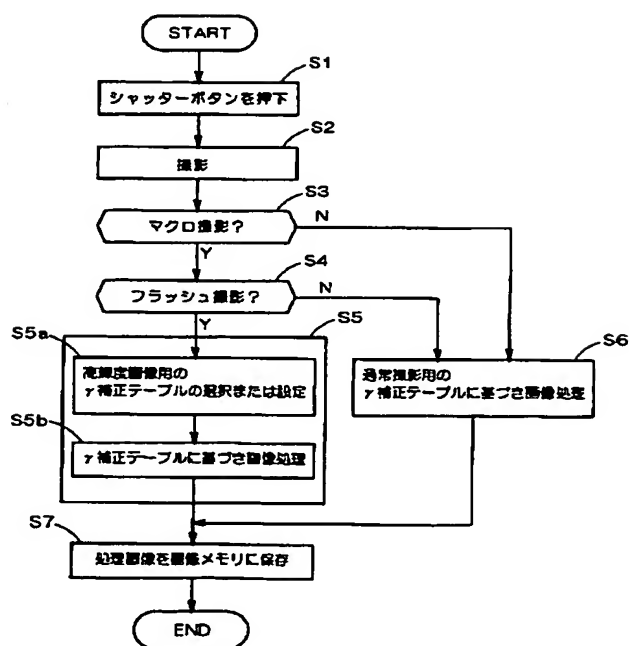 START
S1
シャッターボタンを押下
S2
撮影
S3
マクロ撮影?
N
Y
S4
フラッシュ撮影?
N
Y
S5
S5a
高輝度画像用の
γ補正テーブルの選択または設定
S5b
γ補正テーブルに基づき画像処理
S6
通常撮影用の
γ補正テーブルに基づき画像処理
S7
処理画像を画像メモリに保存
END